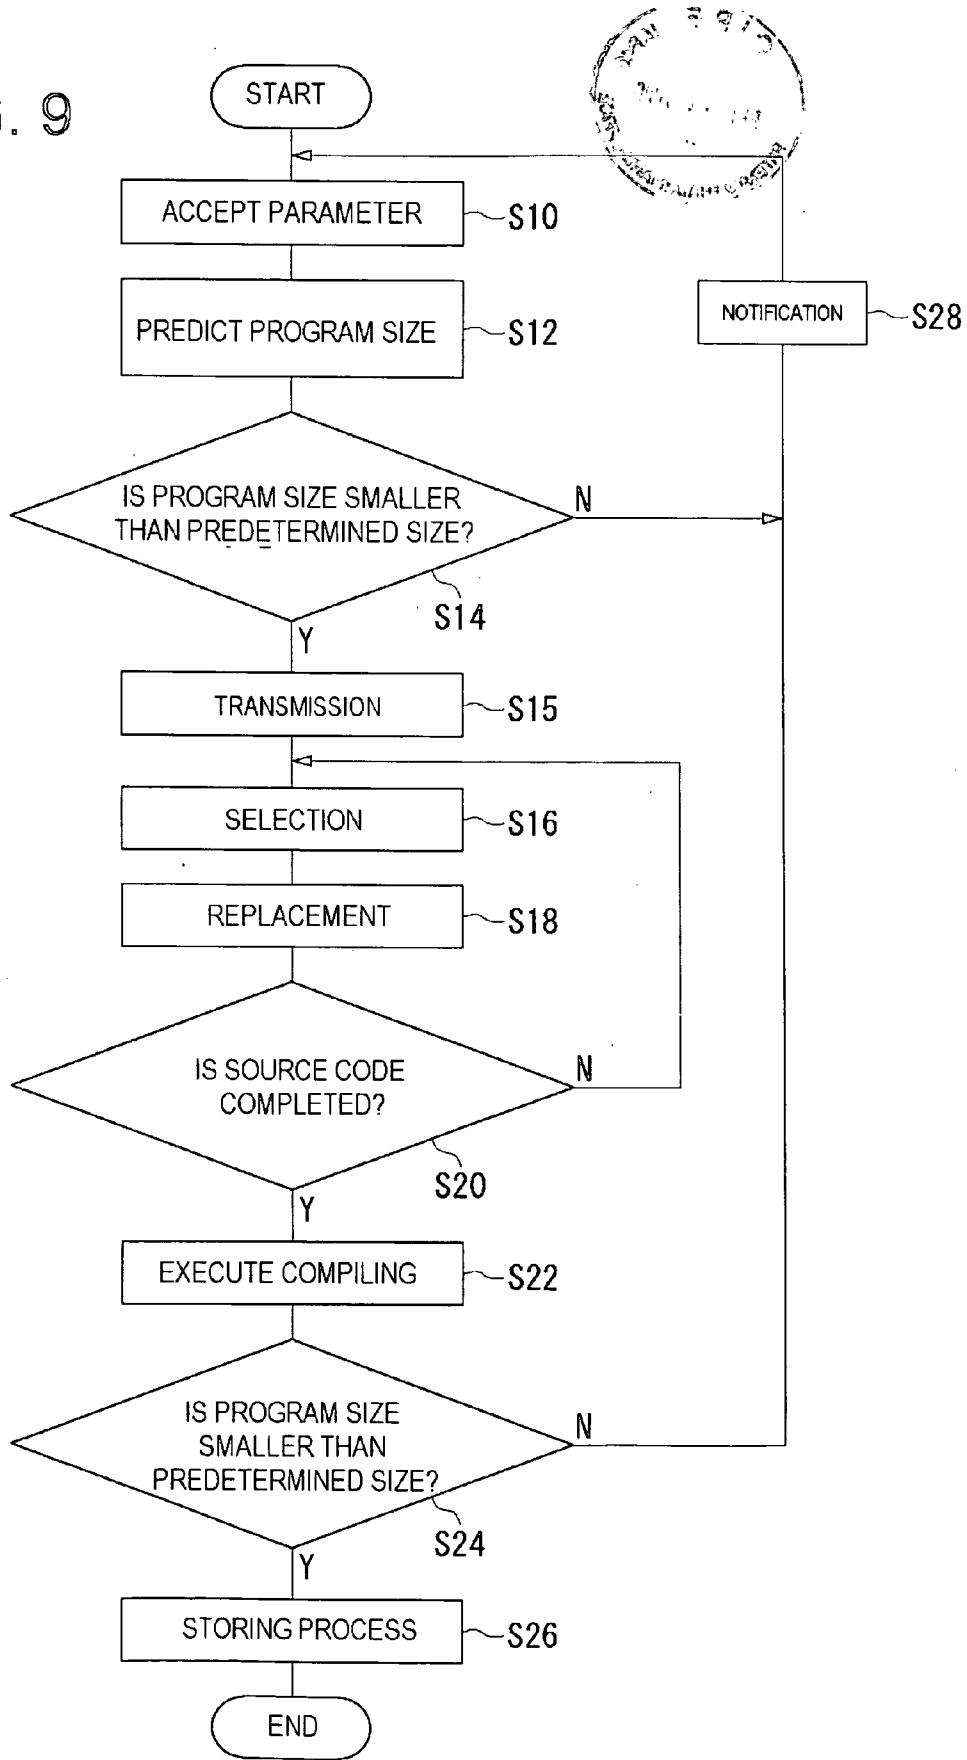 . 9
START
ACCEPT PARAMETER
S10
PREDICT PROGRAM SIZE
S12
NOTIFICATION
S28
IS PROGRAM SIZE SMALLER
THAN PREDETERMINED SIZE?
N
S14
Y
TRANSMISSION
S15
SELECTION
S16
REPLACEMENT
S18
IS SOURCE CODE
COMPLETED?
N
S20
Y
EXECUTE COMPILING
S22
IS PROGRAM SIZE
SMALLER THAN
PREDETERMINED SIZE?
N
S24
Y
STORING PROCESS
S26
END